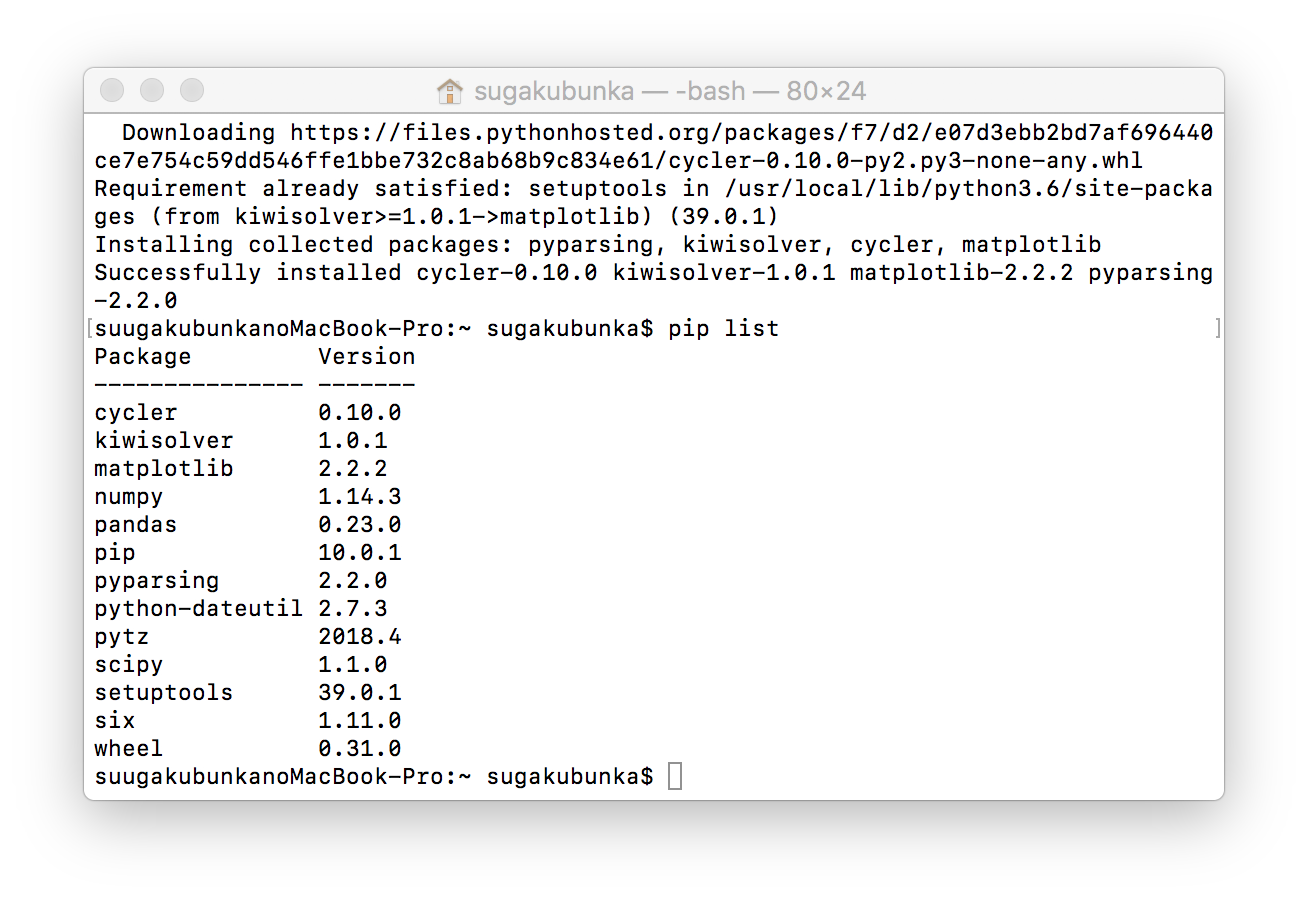 sugakubunka — -bash — 80×24
  Downloading https://files.pythonhosted.org/packages/f7/d2/e07d3ebb2bd7af696440
ce7e754c59dd546ffe1bbe732c8ab68b9c834e61/cycler-0.10.0-py2.py3-none-any.whl
Requirement already satisfied: setuptools in /usr/local/lib/python3.6/site-packa
ges (from kiwisolver>=1.0.1->matplotlib) (39.0.1)
Installing collected packages: pyparsing, kiwisolver, cycler, matplotlib
Successfully installed cycler-0.10.0 kiwisolver-1.0.1 matplotlib-2.2.2 pyparsing
-2.2.0
[suugakubunkanoMacBook-Pro:~ sugakubunka$ pip list ]
Package         Version
--------------- -------
cycler          0.10.0
kiwisolver      1.0.1
matplotlib      2.2.2
numpy           1.14.3
pandas          0.23.0
pip             10.0.1
pyparsing       2.2.0
python-dateutil 2.7.3
pytz            2018.4
scipy           1.1.0
setuptools      39.0.1
six             1.11.0
wheel           0.31.0
suugakubunkanoMacBook-Pro:~ sugakubunka$